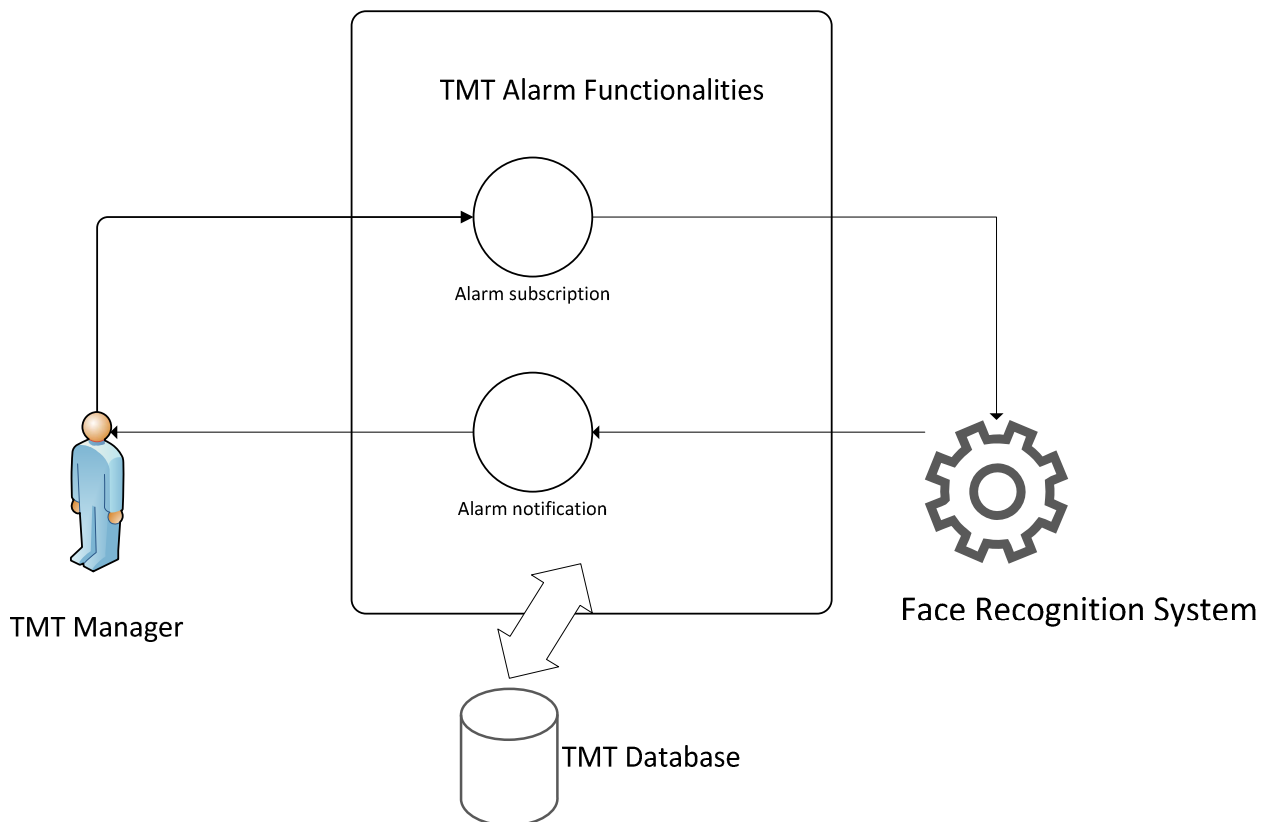 TMT Alarm Functionalities
Alarm subscription
Alarm notification
TMT Manager
Face Recognition System
TMT Database